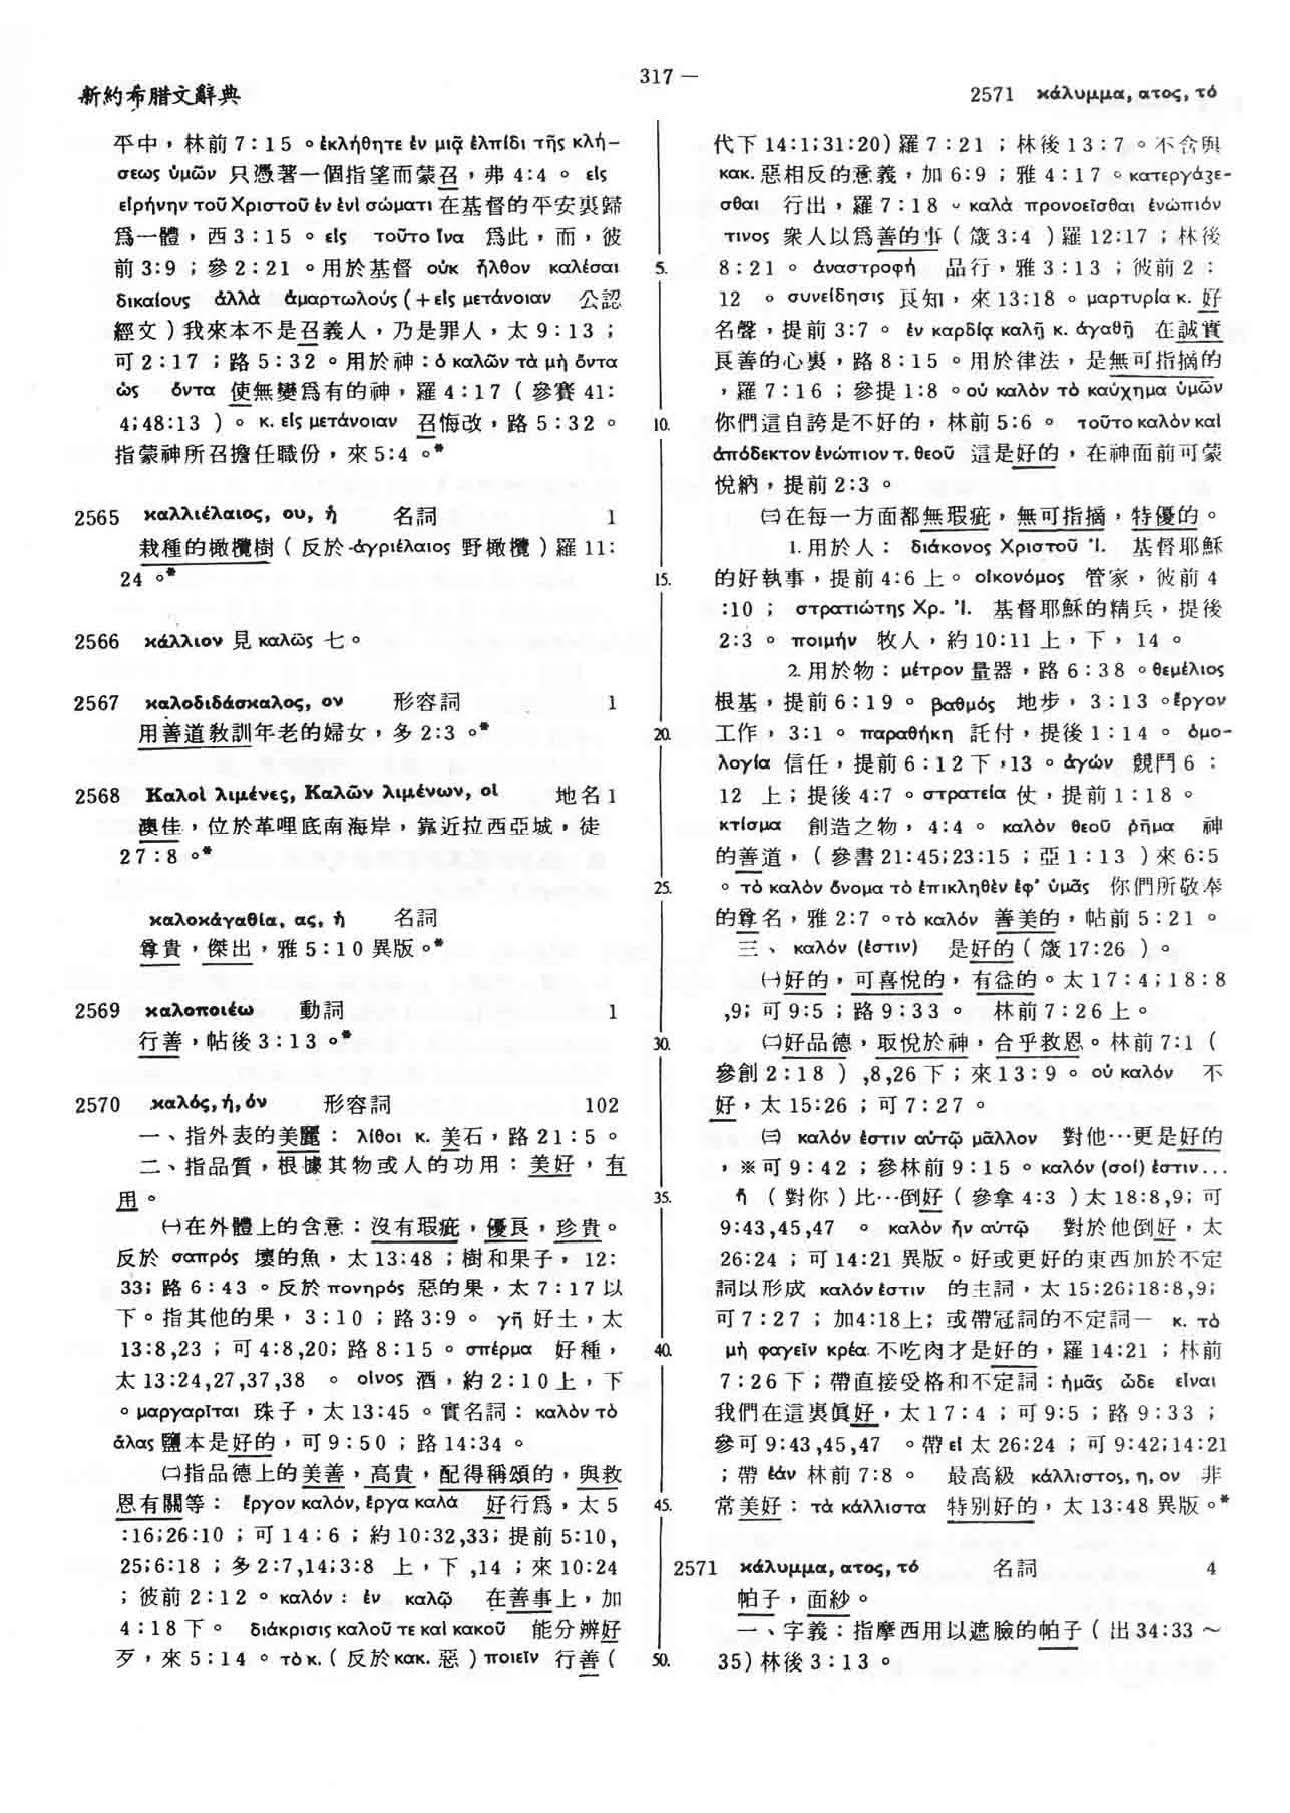 317 —
新約希腊文辭典
2571 κάλυμμα, ατος, τό
平中，林前 7：15 。ἐκλήθητε ἐν μιᾷ ἐλπίδι τῆς κλή–
σεως ὑμῶν 只憑著一個指望而蒙召，弗 4:4 。 εἰς
εἰρήνην τοῦ Χριστοῦ ἐν ἑνὶ σώματι 在基督的平安裏歸
爲一體，西 3：15 。εἰς τοῦτο ἵνα 爲此，而，彼
前 3:9 ；參 2：21 。用於基督 οὐκ ἦλθον καλέσαι
δικαίους ἀλλὰ ἁμαρτωλούς (＋εἰς μετάνοιαν 公認
經文 ) 我來本不是召義人，乃是罪人，太 9：13 ；
可 2：17 ；路 5：32 。用於神：ὁ καλῶν τὰ μὴ ὄντα
ὡς ὄντα 使無變爲有的神，羅 4：17 ( 參賽 41：
4；48：13 ) 。 κ. εἰς μετάνοιαν 召悔改，路 5：32 。
指蒙神所召擔任職份，來 5:4 。*
2565 καλλιέλαιος, ου, ἡ 名詞 1
栽種的橄欖樹 ( 反於-ἀγριέλαιος 野橄欖 ) 羅 11：
24 。*
2566 κάλλιον 見 καλῶς 七。
2567 καλοδιδάσκαλος, ον 形容詞 1
用善道敎訓年老的婦女，多 2:3 。*
2568 Καλοὶ λιμένες, Καλῶν λιμένων, οἱ 地名 1
澳佳，位於革哩底南海岸，靠近拉西亞城，徒
27：8 。*
καλοκἀγαθία, ας, ἡ 名詞
尊貴，傑出，雅 5：10 異版。*
2569 καλοποιέω 動詞 1
行善，帖後 3：13 。*
2570 καλός, ή, όν 形容詞 102
一、指外表的美麗： λίθοι κ. 美石，路 21：5 。
二、指品質，根據其物或人的功用：美好，有
用。
㈠在外體上的含意：沒有瑕疵，優良，珍貴。
反於 σαπρός 壞的魚，太 13：48 ；樹和果子，12：
33；路 6：43 。反於 πονηρός 惡的果，太 7：17 以
下。指其他的果， 3：10 ；路 3:9 。 γῆ 好土，太
13:8,23 ；可 4:8,20；路 8：15 。 σπέρμα 好種，
太 13:24,27,37,38 。 οἶνος 酒，約 2：10 上，下
。μαργαρῖται 珠子，太 13:45 。實名詞： καλὸν τὸ
ἅλας 鹽本是好的，可 9：50 ；路 14:34 。
㈡指品德上的美善，高貴，配得稱頌的，與救
恩有關等： ἔργον καλόν, ἔργα καλά 好行爲，太 5
：16；26：10 ；可 14：6 ；約 10:32,33；提前 5:10,
25；6:18 ；多 2:7,14；3:8 上，下 ,14 ；來 10:24
；彼前 2：12 。καλόν： ἐν καλῷ 在善事上，加
4：18 下。 διάκρισις καλοῦ τε καὶ κακοῦ 能分辨好
歹，來 5：14 。τὸ κ. ( 反於 κακ. 惡 ) ποιεῖν 行善 (
5.
10.
15.
20.
25.
30.
35.
40.
45.
50.
代下 14:1；31:20) 羅 7：21 ；林後 13：7 。不含與
κακ. 惡相反的意義，加 6:9 ；雅 4：17 。κατεργάζε–
σθαι 行出，羅 7：18 。καλὰ προνοεῖσθαι ἐνώπιόν
τινος 衆人以爲善的事 ( 箴 3:4 ) 羅 12:17 ；林後
8：21 。 ἀναστροφή 品行，雅 3：13 ；彼前 2 ：
12 。 συνείδησις 良知，來 13:18 。μαρτυρία κ. 好
名聲，提前 3:7 。 ἐν καρδίᾳ καλῇ κ. ἀγαθῇ 在誠實
良善的心裏，路 8：15 。用於律法，是無可指摘的
，羅 7：16 ；參提 1:8 。οὐ καλὸν τὸ καύχημα ὑμῶν
你們這自誇是不好的，林前 5:6 。 τοῦτο καλὸν καὶ
ἀπόδεκτον ἐνώπιον τ. θεοῦ 這是好的，在神面前可蒙
悅納，提前 2:3 。
㈢在每一方面都無瑕疵，無可指摘，特優的。
1. 用於人： διάκονος Χριστοῦ Ἰ. 基督耶穌
的好執事，提前 4:6 上。 οἰκονόμος 管家，彼前 4
：10 ； στρατιώτης Χρ. Ἰ. 基督耶穌的精兵，提後
2:3 。 ποιμήν 牧人，約 10:11 上，下， 14 。
2. 用於物：μέτρον 量器，路 6：38 。θεμέλιος
根基，提前 6：19 。 βαθμός 地步， 3：13 。ἔργον
工作， 3:1 。 παραθήκη 託付，提後 1：14 。 ὁμο–
λογία 信任，提前 6：12 下，13 。ἀγών 競鬥 6 ：
12 上；提後 4:7 。στρατεία 仗，提前 1：18 。
κτίσμα 創造之物， 4:4 。 καλὸν θεοῦ ῥῆμα 神
的善道， ( 參書 21:45；23:15 ；亞 1：13 ) 來 6:5
。τὸ καλὸν ὄνομα τὸ ἐπικληθὲν ἐφ' ὑμᾶς 你們所敬奉
的尊名，雅 2:7 。τὸ καλόν 善美的，帖前 5：21 。
三、 καλόν (ἐστιν) 是好的 ( 箴 17:26 ) 。
㈠好的，可喜悅的，有益的。太 17：4；18：8
,9；可 9:5 ；路 9：33 。 林前 7：26 上。
㈡好品德，取悅於神，合乎救恩。林前 7:1 (
參創 2：18 ) ,8,26 下；來 13：9 。οὐ καλόν 不
好，太 15:26 ；可 7：27 。
㈢ καλόν ἐστιν αὐτῷ μᾶλλον 對他⋯更是好的
，※可 9：42 ；參林前 9：15 。καλόν (σοί) ἐστιν...
ἤ ( 對你 ) 比⋯倒好 ( 參拿 4:3 ) 太 18:8,9；可
9:43,45,47 。 καλὸν ἦν αὐτῷ 對於他倒好，太
26:24 ；可 14:21 異版。好或更好的東西加於不定
詞以形成 καλόν ἐστιν 的主詞，太 15:26；18:8,9；
可 7：27 ；加4:18上；或帶冠詞的不定詞— κ. τὸ
μὴ φαγεῖν κρέα 不吃肉才是好的，羅 14:21 ；林前
7：26 下；帶直接受格和不定詞：ἡμᾶς ὧδε εἶναι
我們在這裏眞好，太 17：4 ；可 9:5 ；路 9：33 ；
參可 9:43,45,47 。帶 εἰ 太 26:24 ；可 9:42；14:21
；帶 ἐάν 林前 7:8 。 最高級 κάλλιστος, η, ον 非
常美好： τὰ κάλλιστα 特別好的，太 13:48 異版。*
2571 κάλυμμα, ατος, τό 名詞 4
帕子，面紗。
一、字義：指摩西用以遮臉的帕子 ( 出 34:33 ～
35) 林後 3：13 。